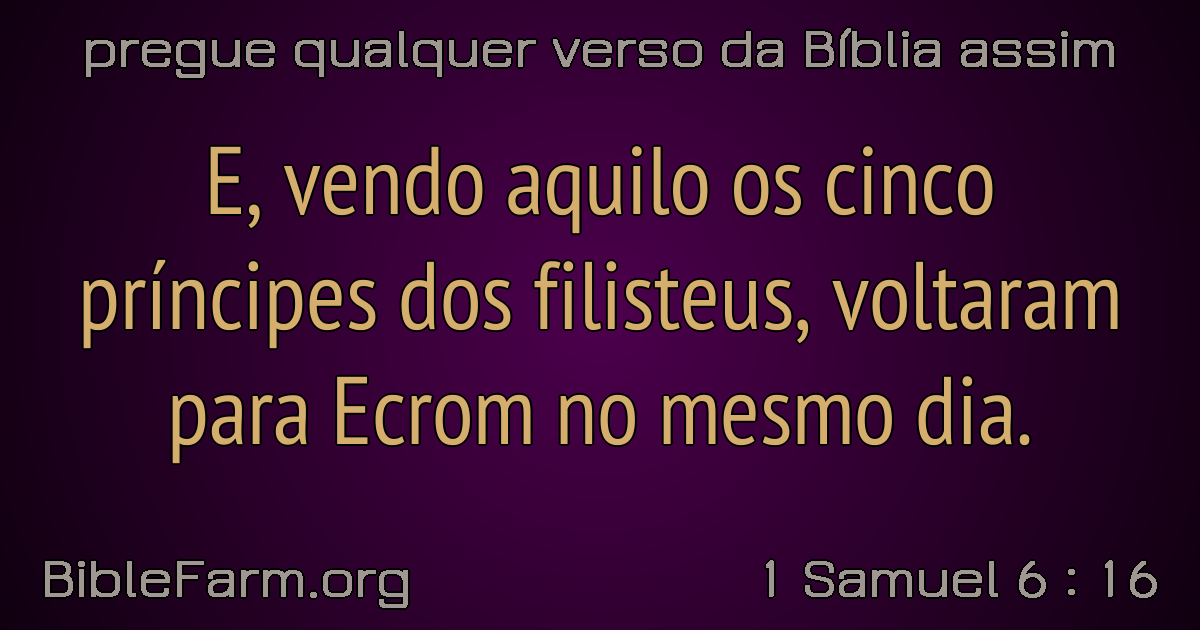 pregue qualquer verso da Bíblia assim
E, vendo aquilo os cinco
príncipes dos filisteus, voltaram
para Ecrom no mesmo dia.
BibleFarm.org
1 Samuel 6 : 16